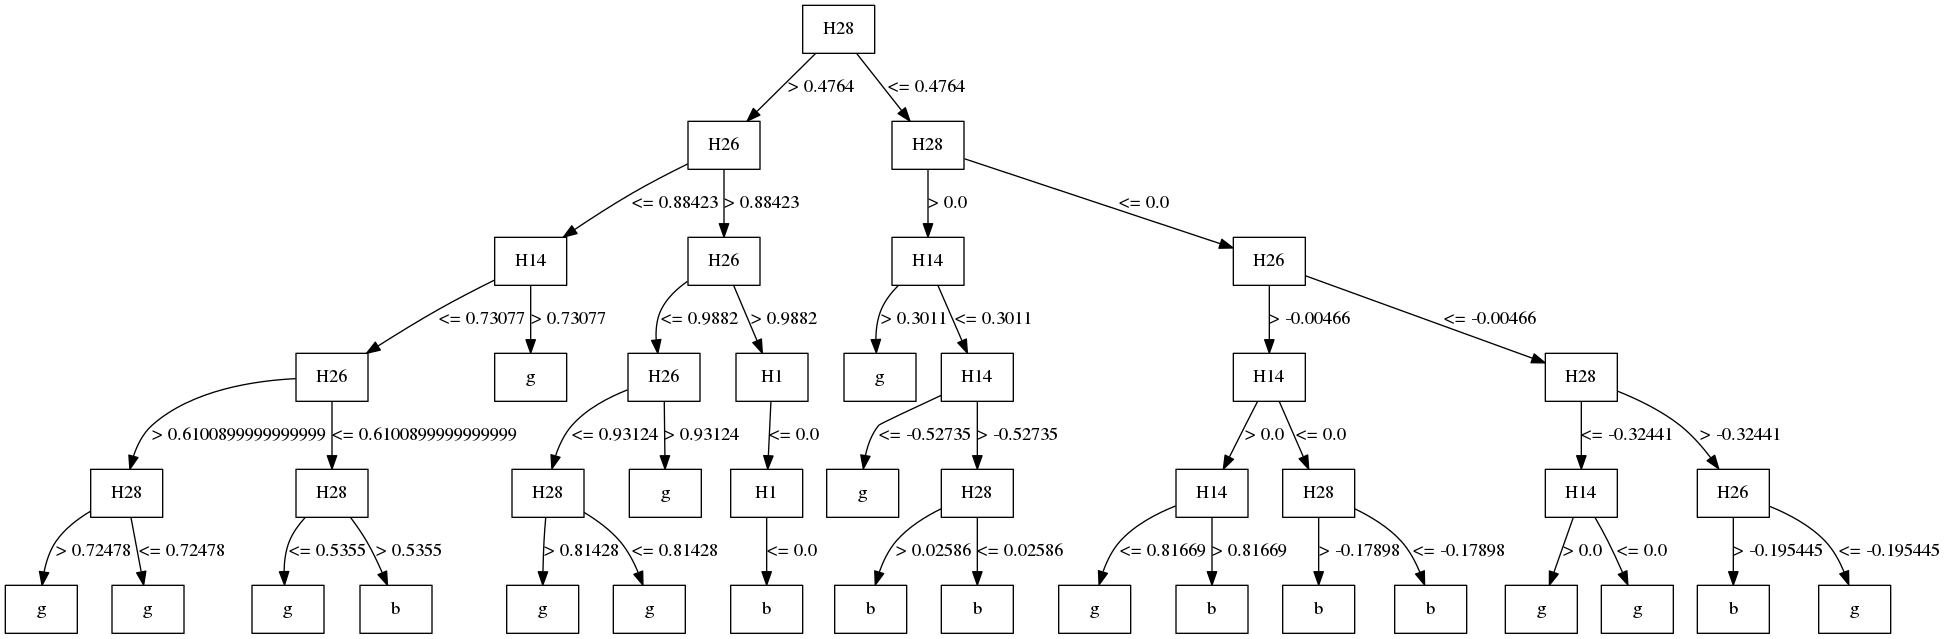 H28
> 0.4764 <= 0.4764
H26 H28
<= 0.88423 > 0.88423 > 0.0 <= 0.0
H14 H26 H14 H26
<= 0.73077 > 0.73077 <= 0.9882 > 0.9882 > 0.3011 <= 0.3011 > -0.00466 <= -0.00466
H26 g H26 H1 g H14 H14 H28
> 0.6100899999999999 <= 0.6100899999999999 <= 0.93124 > 0.93124 <= 0.0 <= -0.52735 > -0.52735 > 0.0 <= 0.0 <= -0.32441 > -0.32441
H28 H28 H28 g H1 g H28 H14 H28 H14 H26
> 0.72478 <= 0.72478 <= 0.5355 > 0.5355 > 0.81428 <= 0.81428 <= 0.0 > 0.02586 <= 0.02586 <= 0.81669 > 0.81669 > -0.17898 <= -0.17898 > 0.0 <= 0.0 > -0.195445 <= -0.195445
g g g b g g b b b g b b b g g b g